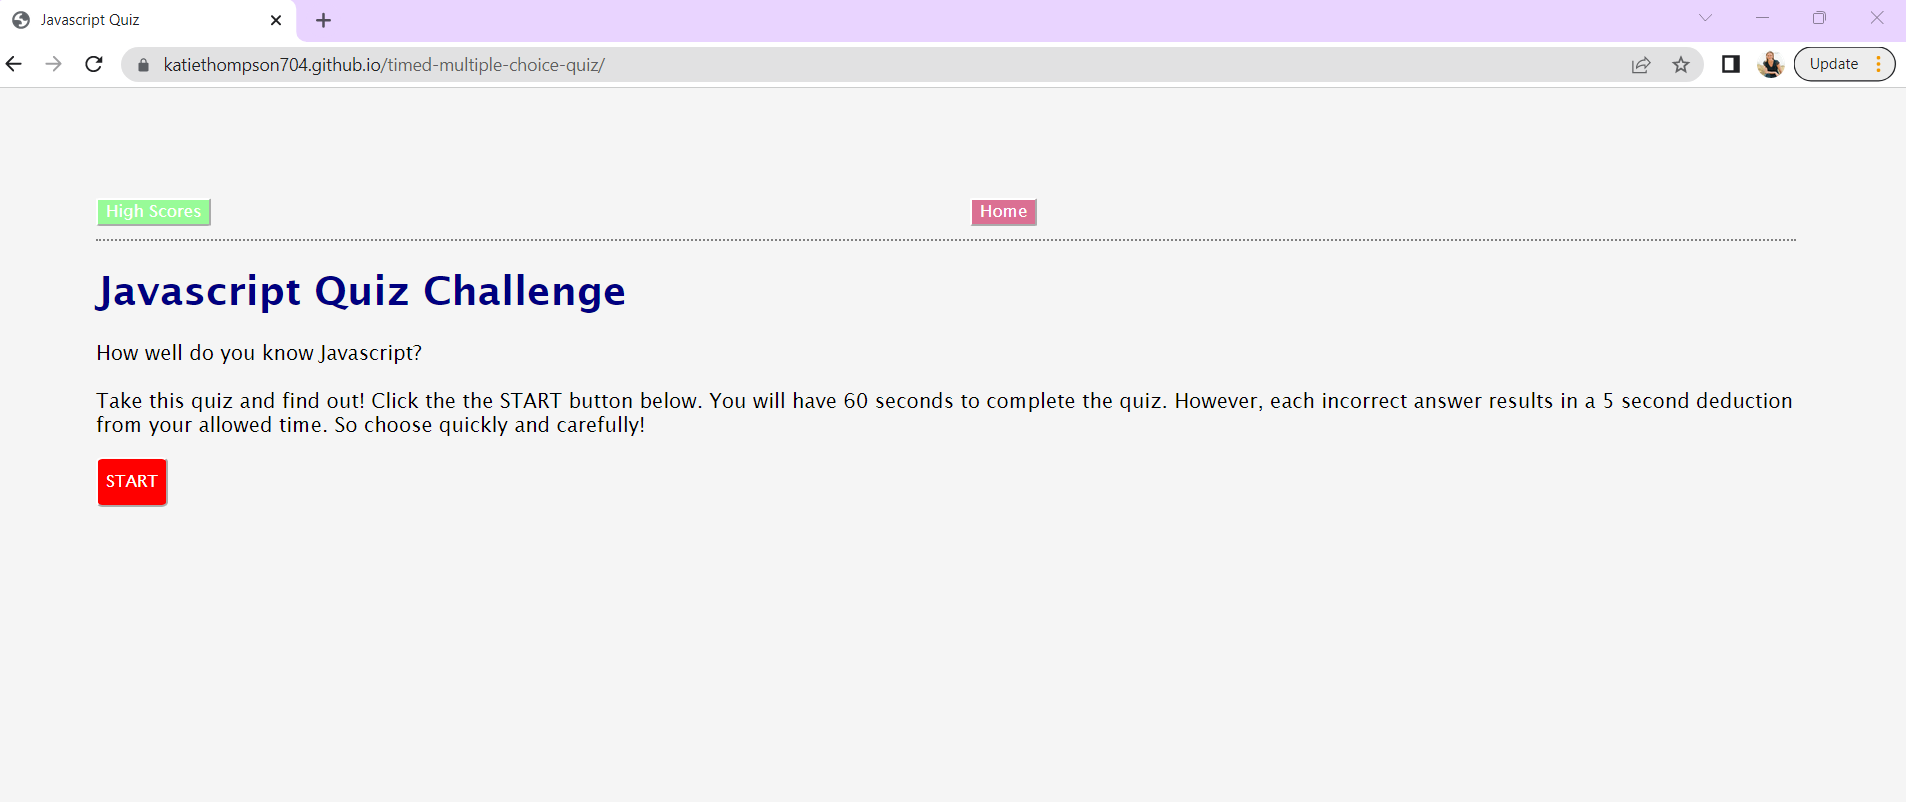 Javascript Quiz
katiethompson704.github.io/timed-multiple-choice-quiz/
Update
High Scores
Home
Javascript Quiz Challenge
How well do you know Javascript?
Take this quiz and find out! Click the the START button below. You will have 60 seconds to complete the quiz. However, each incorrect answer results in a 5 second deduction
from your allowed time. So choose quickly and carefully!
START